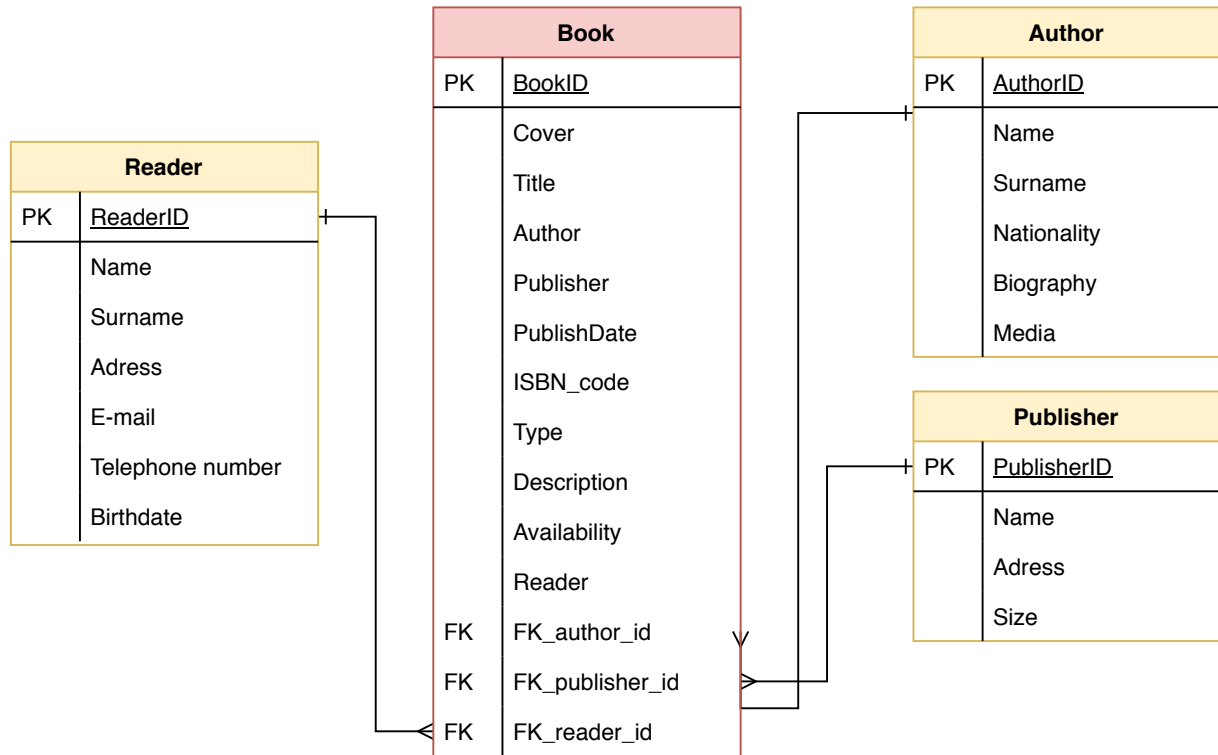 Reader
PK ReaderID
Name
Surname
Adress
E-mail
Telephone number
Birthdate
Book
PK BookID
Cover
Title
Author
Publisher
PublishDate
ISBN_code
Type
Description
Availability
Reader
FK FK_author_id
FK FK_publisher_id
FK FK_reader_id
Author
PK AuthorID
Name
Surname
Nationality
Biography
Media
Publisher
PK PublisherID
Name
Adress
Size